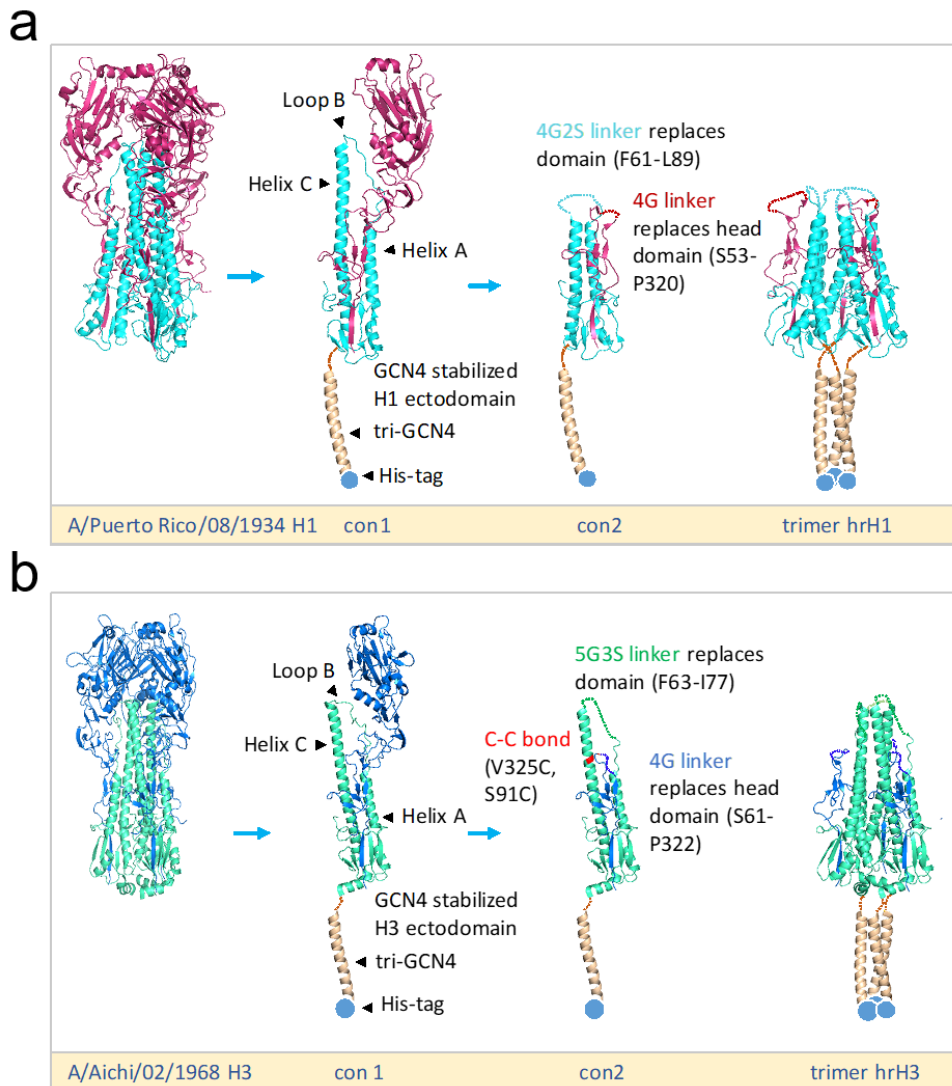 a
Loop B
Helix C
Helix A
GCN4 stabilized
H1 ectodomain
tri-GCN4
His-tag
4G2S linker replaces
domain (F61-L89)
4G linker
replaces head
domain (S53-
P320)
A/Puerto Rico/08/1934 H1
con1
con2
trimer hrH1
b
Loop B
Helix C
Helix A
GCN4 stabilized
H3 ectodomain
tri-GCN4
His-tag
5G3S linker replaces
domain (F63-I77)
C-C bond
(V325C,
S91C)
4G linker
replaces head
domain (S61-
P322)
A/Aichi/02/1968 H3
con 1
con2
trimer hrH3